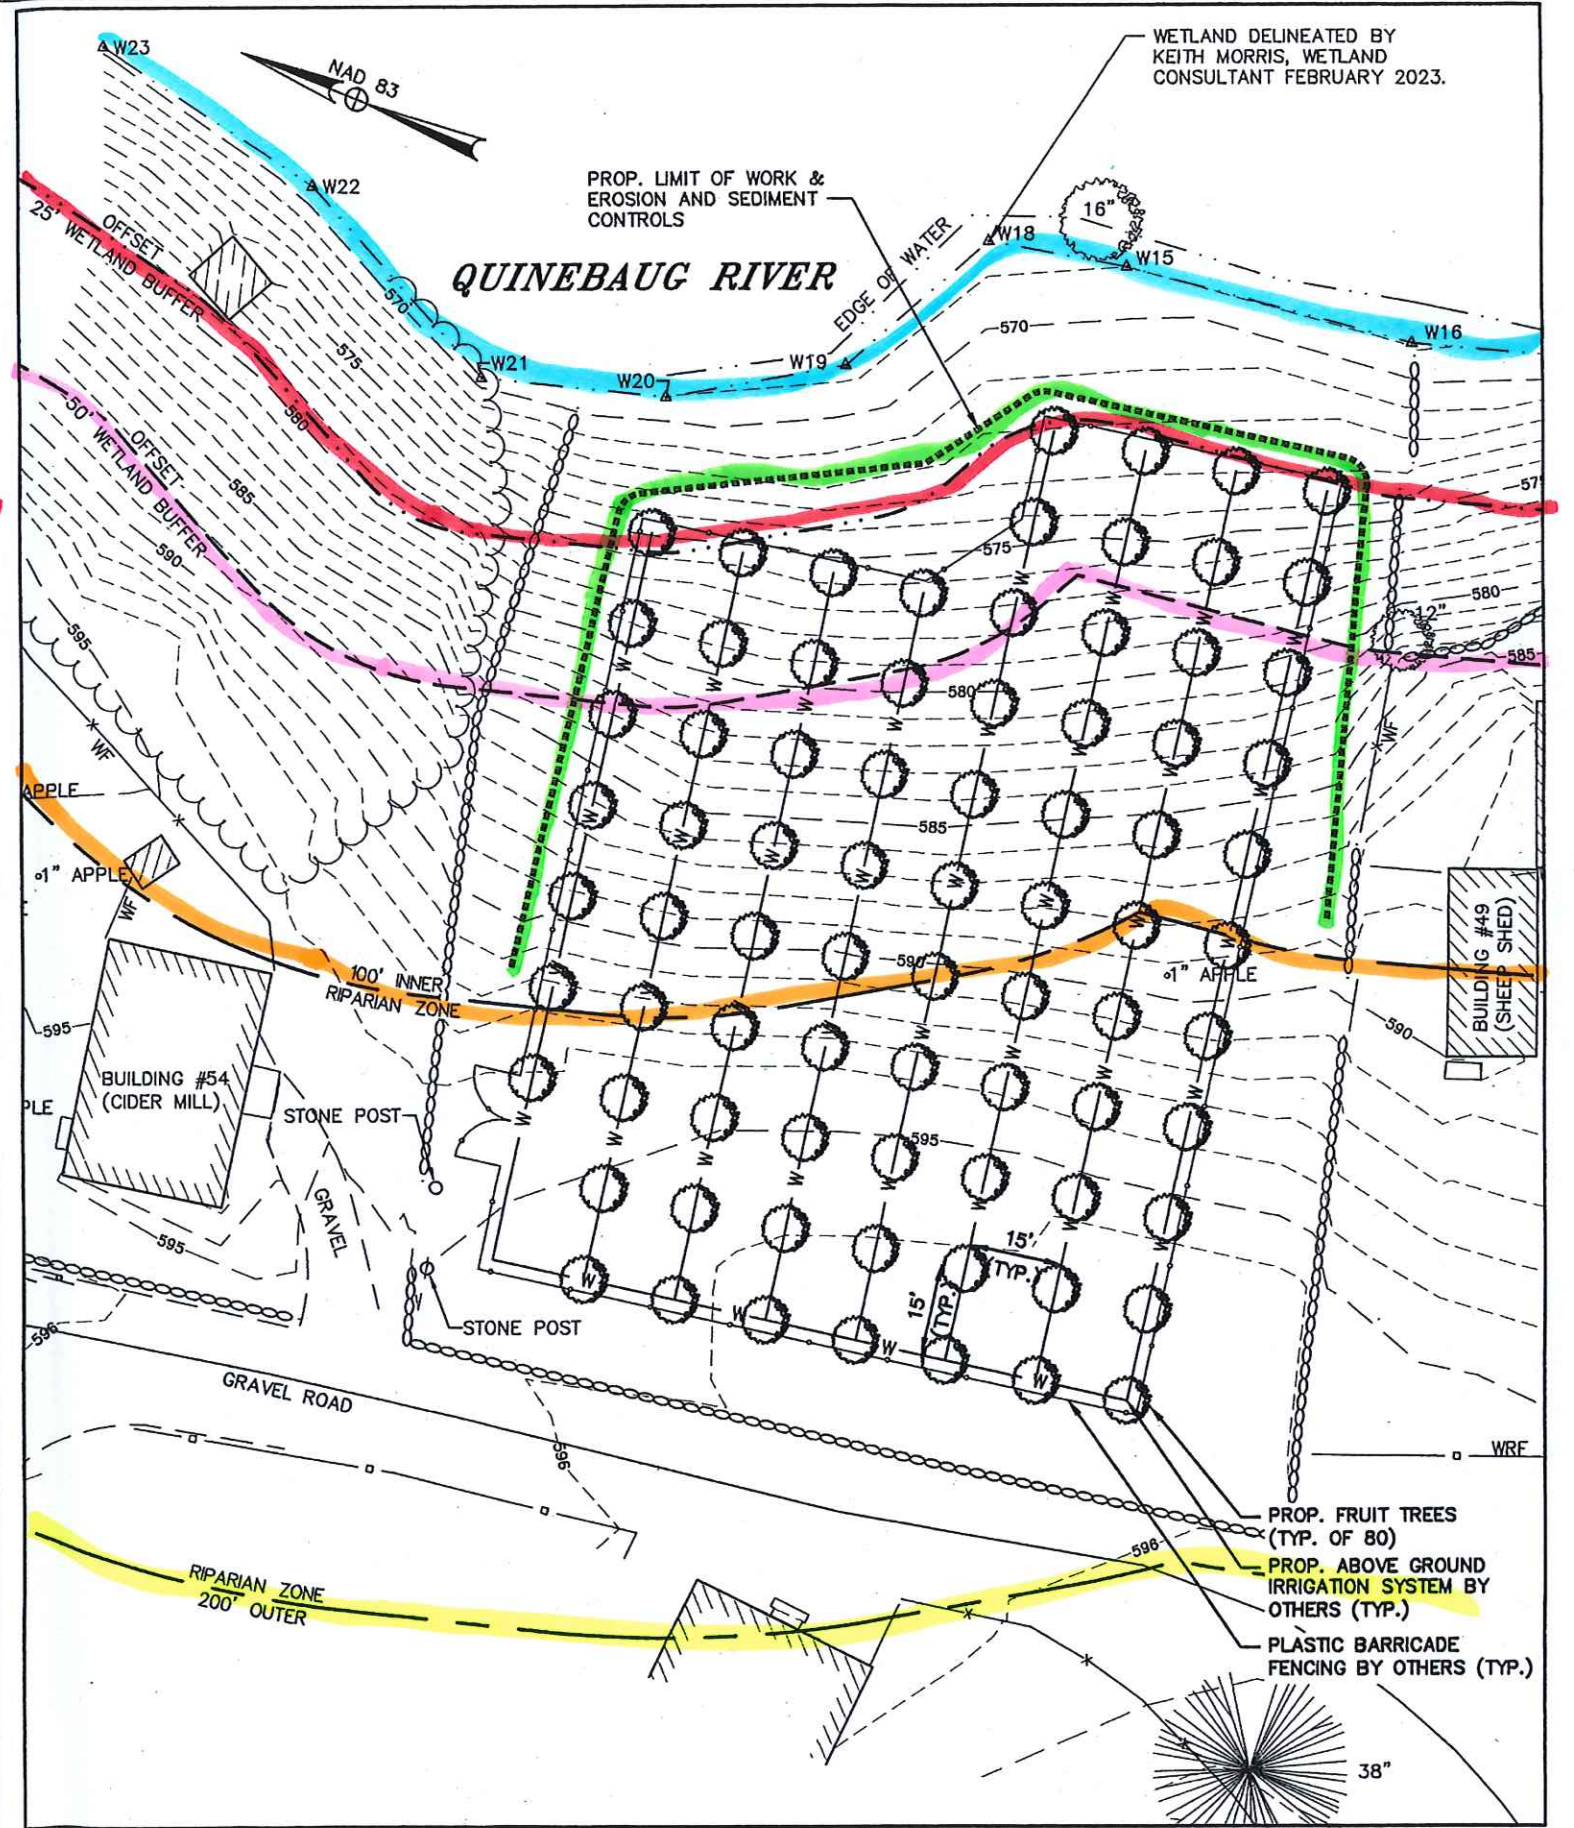 W23
NAD 83
WETLAND DELINEATED BY
KEITH MORRIS, WETLAND
CONSULTANT FEBRUARY 2023.
W22
PROP. LIMIT OF WORK &
EROSION AND SEDIMENT
CONTROLS
16"
W18
W15
25' WETLAND BUFFER
OFFSET
QUINEBAUG RIVER
EDGE OF WATER
570
570
W16
W21
W20
W19
575
580
50' WETLAND BUFFER
OFFSET
585
590
575
575
12"
580
585
580
595
WF
WF
APPLE
585
1" APPLE
WF
100' INNER
RIPARIAN ZONE
590
1" APPLE
BUILDING #49
(SHEEP SHED)
595
590
BUILDING #54
(CIDER MILL)
PLE
STONE POST
595
GRAVEL
595
15'
(TYP.)
15'
(TYP.)
596
STONE POST
GRAVEL ROAD
596
WRF
PROP. FRUIT TREES
(TYP. OF 80)
596
PROP. ABOVE GROUND
IRRIGATION SYSTEM BY
OTHERS (TYP.)
RIPARIAN ZONE
200' OUTER
PLASTIC BARRICADE
FENCING BY OTHERS (TYP.)
38"